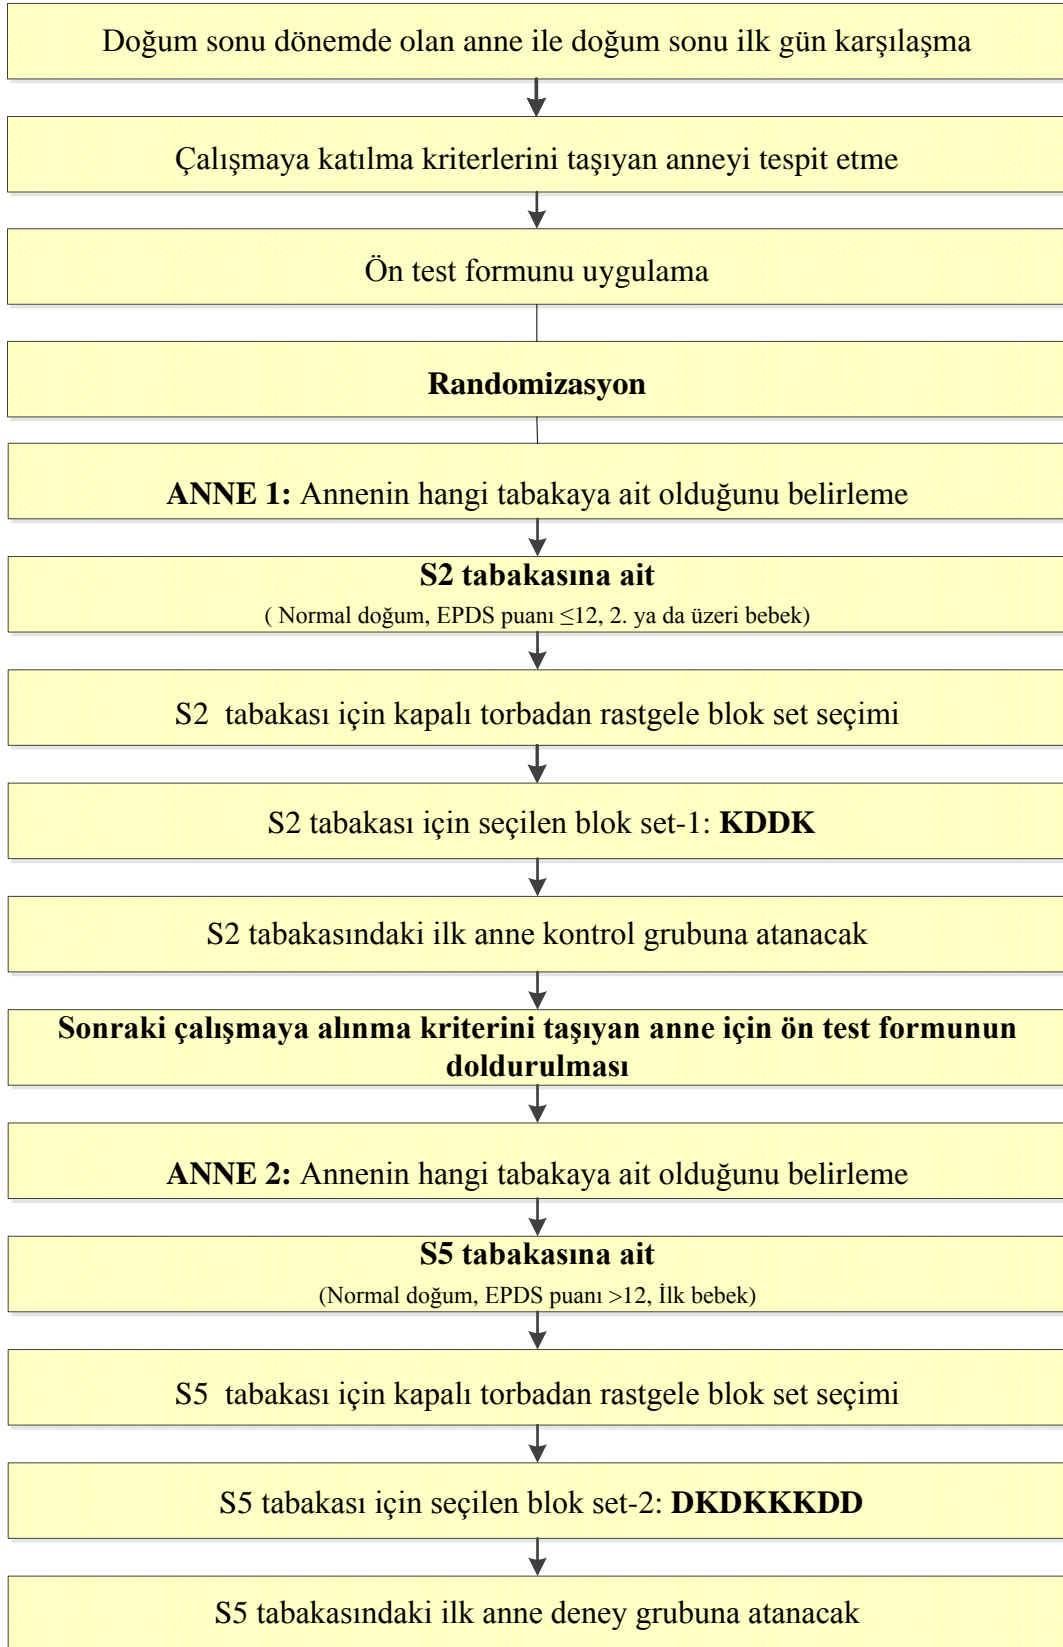 Doğum sonu dönemde olan anne ile doğum sonu ilk gün karşılaşma
Çalışmaya katılma kriterlerini taşıyan anneyi tespit etme
Ön test formunu uygulama
Randomizasyon
ANNE 1: Annenin hangi tabakaya ait olduğunu belirleme
S2 tabakasına ait
( Normal doğum, EPDS puanı ≤12, 2. ya da üzeri bebek)
S2 tabakası için kapalı torbadan rastgele blok set seçimi
S2 tabakası için seçilen blok set-1: KDDK
S2 tabakasındaki ilk anne kontrol grubuna atanacak
Sonraki çalışmaya alınma kriterini taşıyan anne için ön test formunun
doldurulması
ANNE 2: Annenin hangi tabakaya ait olduğunu belirleme
S5 tabakasına ait
(Normal doğum, EPDS puanı >12, İlk bebek)
S5 tabakası için kapalı torbadan rastgele blok set seçimi
S5 tabakası için seçilen blok set-2: DKDKKKDD
S5 tabakasındaki ilk anne deney grubuna atanacak